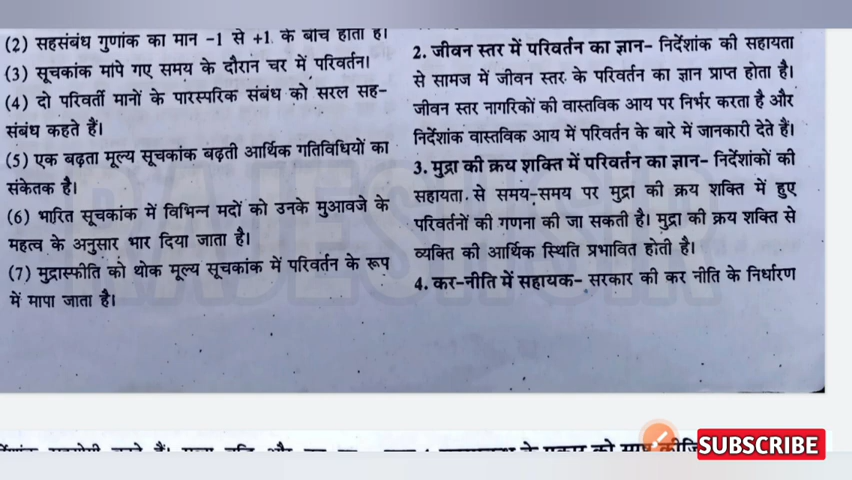 (2) सहसंबंध गुणांक का मान -1 से +1 के बीच होता है।
(3) सूचकांक मापे गए समय के दौरान चर में परिवर्तन।
(4) दो परिवर्ती मानों के पारस्परिक संबंध को सरल सह-
संबंध कहते हैं।
(5) एक बढ़ता मूल्य सूचकांक बढ़ती आर्थिक गतिविधियों का
संकेतक है।
(6) भारित सूचकांक में विभिन्न मदों को उनके मुआवजे के
महत्व के अनुसार भार दिया जाता है।
(7) मुद्रास्फीति को थोक मूल्य सूचकांक में परिवर्तन के रूप
में मापा जाता है।
2. जीवन स्तर में परिवर्तन का ज्ञान– निर्देशांक की सहायता
से सामज में जीवन स्तर के परिवर्तन का ज्ञान प्राप्त होता है।
जीवन स्तर नागरिकों की वास्तविक आय पर निर्भर करता है और
निर्देशांक वास्तविक आय में परिवर्तन के बारे में जानकारी देते हैं।
3. मुद्रा की क्रय शक्ति में परिवर्तन का ज्ञान– निर्देशांकों की
सहायता से समय-समय पर मुद्रा की क्रय शक्ति में हुए
परिवर्तनों की गणना की जा सकती है। मुद्रा की क्रय शक्ति से
व्यक्ति की आर्थिक स्थिति प्रभावित होती है।
4. कर-नीति में सहायक– सरकार की कर नीति के निर्धारण
RAJESH SIR
SUBSCRIBE